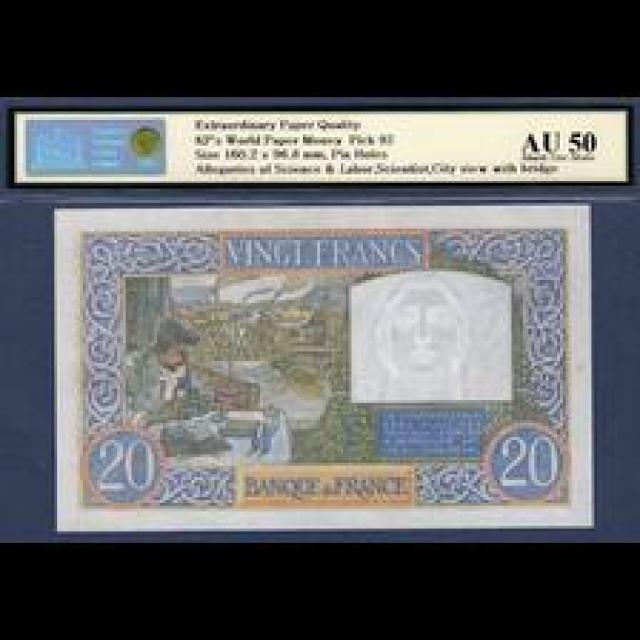 Extraordinary Paper Quality
KP's World Paper Money Pick 92
Size 160.2 x 96.8 mm, Pin Holes
Allegories of Science & Labor, Scientist, City view with bridge
AU 50
VINGT FRANCS
20
20
BANQUE de FRANCE